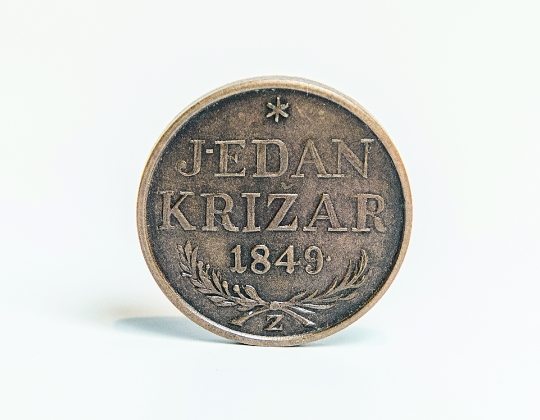 *
J-EDAN
KRIŽAR
1849.
Z